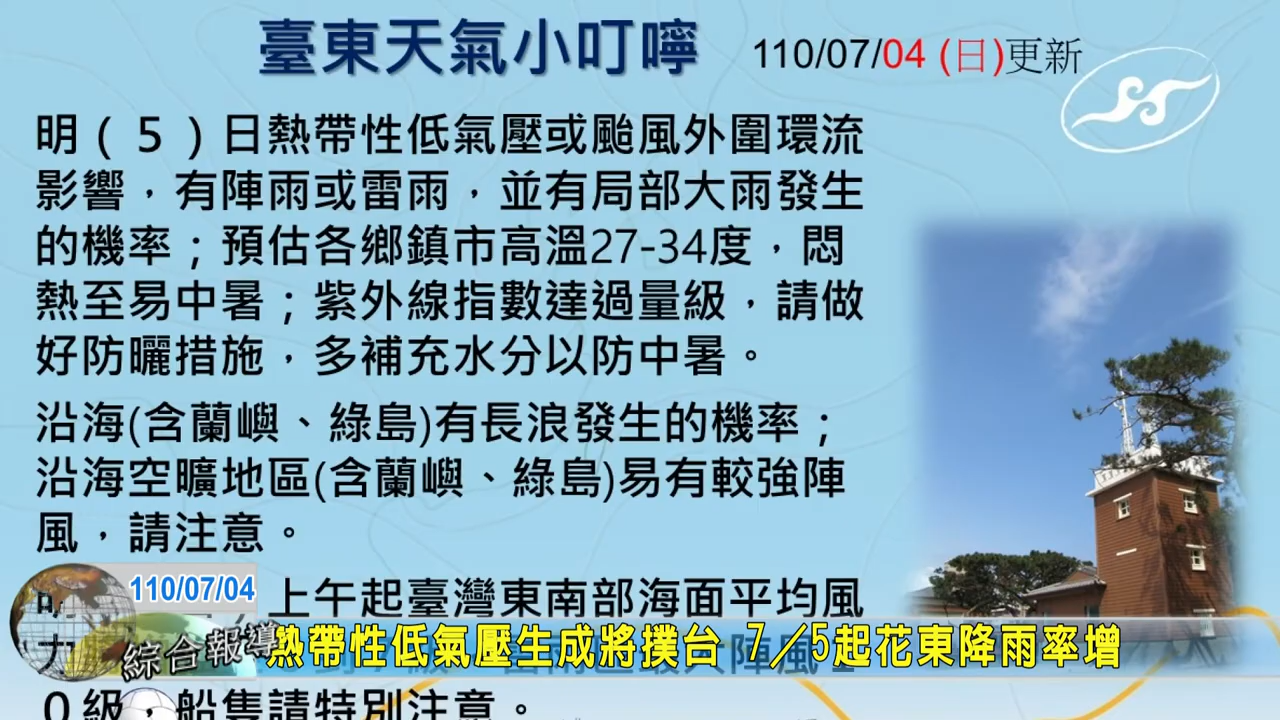 臺東天氣小叮嚀
110/07/04 (日)更新
明（５）日熱帶性低氣壓或颱風外圍環流
影響，有陣雨或雷雨，並有局部大雨發生
的機率；預估各鄉鎮市高溫27-34度，悶
熱至易中暑；紫外線指數達過量級，請做
好防曬措施，多補充水分以防中暑。
沿海(含蘭嶼、綠島)有長浪發生的機率；
沿海空曠地區(含蘭嶼、綠島)易有較強陣
風，請注意。
上午起臺灣東南部海面平均風
０級，船隻請特別注意。
110/07/04
綜合報導
熱帶性低氣壓生成將撲台 7／5起花東降雨率增